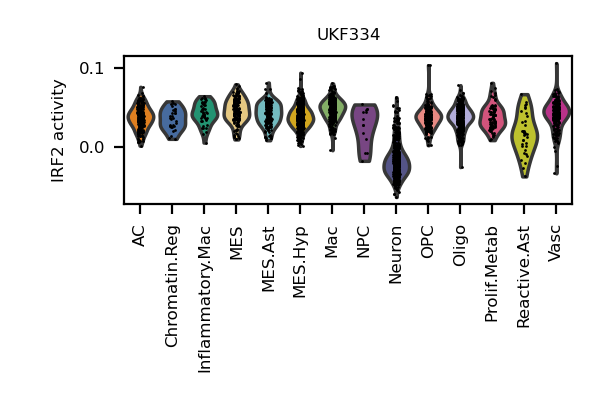 UKF334
IRF2 activity
0.1
0.0
AC
Chromatin.Reg
Inflammatory.Mac
MES
MES.Ast
MES.Hyp
Mac
NPC
Neuron
OPC
Oligo
Prolif.Metab
Reactive.Ast
Vasc